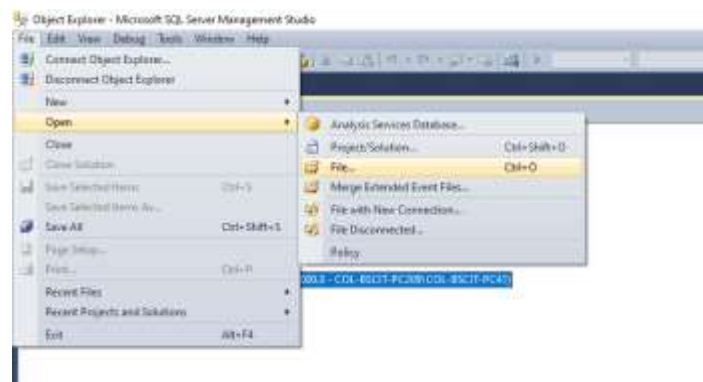 Object Explorer - Microsoft SQL Server Management Studio
File Edit View Debug Tools Window Help
Connect Object Explorer...
Disconnect Object Explorer
New
Open
Close
Close Solution
Save Selected Items Ctrl+S
Save Selected Items As...
Save All Ctrl+Shift+S
Page Setup...
Print... Ctrl+P
Recent Files
Recent Projects and Solutions
Exit Alt+F4
Analysis Services Database...
Project/Solution... Ctrl+Shift+O
File... Ctrl+O
Merge Extended Event Files...
File with New Connection...
File Disconnected...
Policy